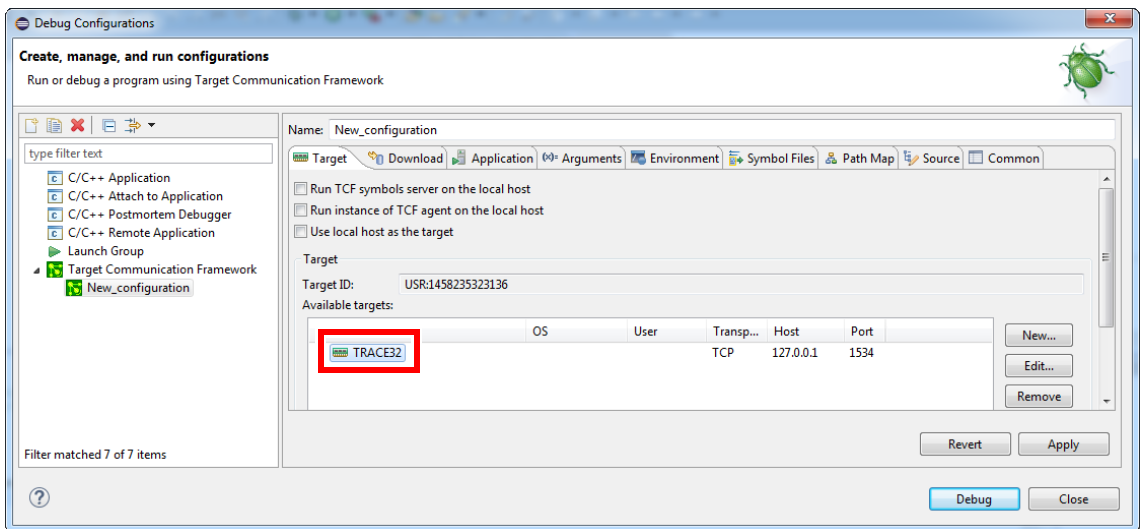 Debug Configurations
Create, manage, and run configurations
Run or debug a program using Target Communication Framework
type filter text
C/C++ Application
C/C++ Attach to Application
C/C++ Postmortem Debugger
C/C++ Remote Application
Launch Group
Target Communication Framework
New_configuration
Filter matched 7 of 7 items
Name: New_configuration
Target Download Application (x)= Arguments Environment Symbol Files Path Map Source Common
Run TCF symbols server on the local host
Run instance of TCF agent on the local host
Use local host as the target
Target
Target ID: USR:1458235323136
Available targets:
OS User Transp... Host Port
TRACE32 TCP 127.0.0.1 1534
New...
Edit...
Remove
Revert Apply
? Debug Close